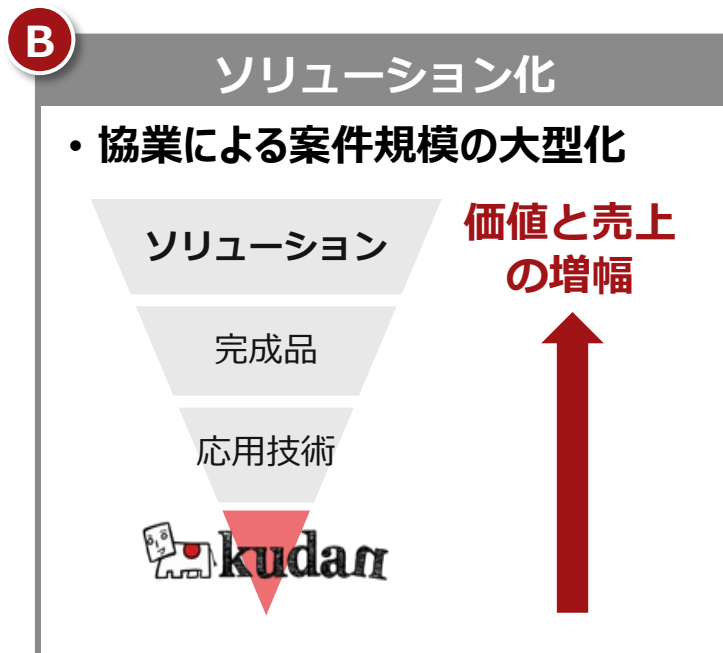 B
ソリューション化
・協業による案件規模の大型化
ソリューション
価値と売上
の増幅
完成品
応用技術
kudan